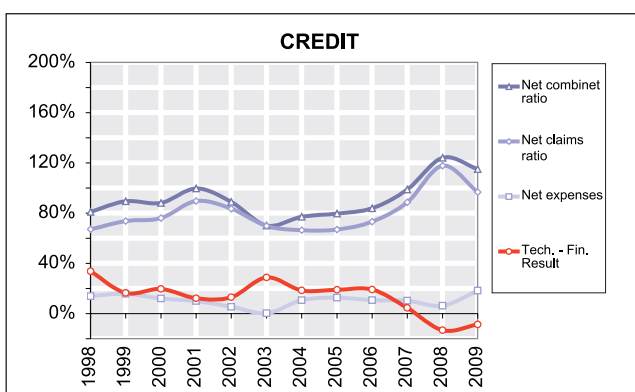 CREDIT
200%
160%
120%
80%
40%
0%
1998
1999
2000
2001
2002
2003
2004
2005
2006
2007
2008
2009
Net combinet
ratio
Net claims
ratio
Net expenses
Tech. - Fin.
Result